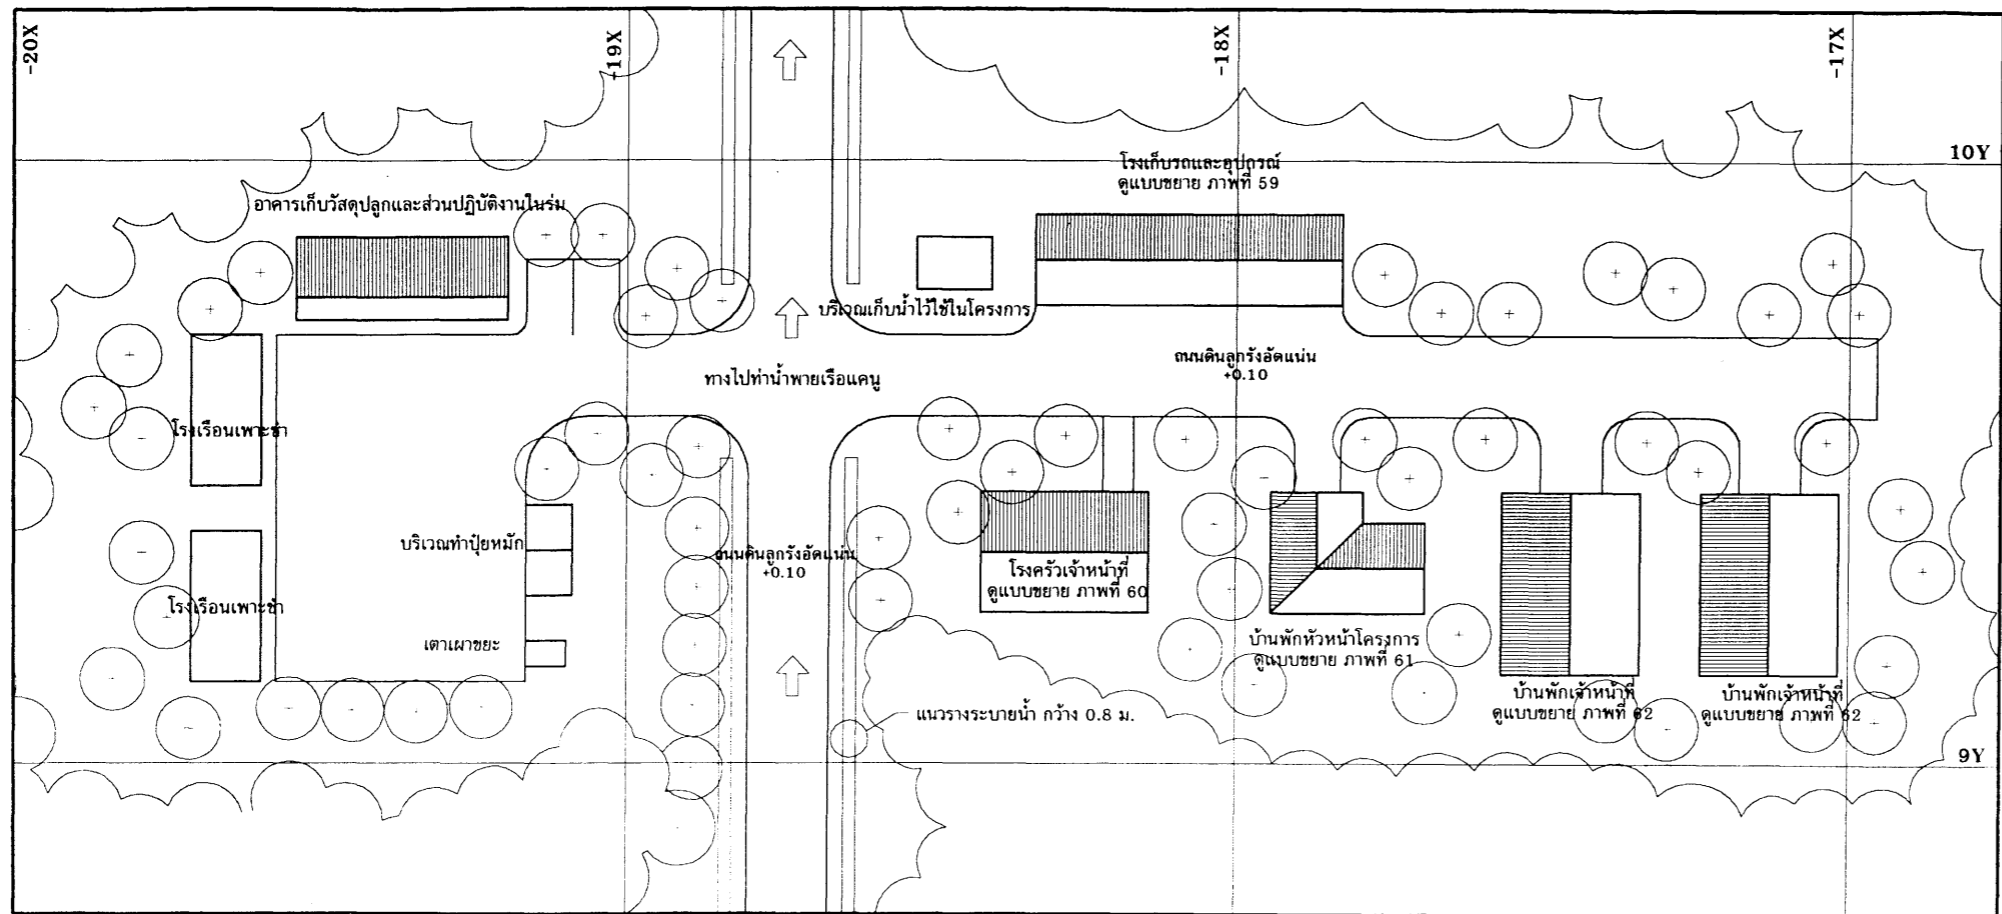 -20X
-19X
-18X
-17X
10Y
โรงเก็บรถและอุปกรณ์
ดูแบบขยาย ภาพที่ 59
อาคารเก็บวัสดุปลูกและส่วนปฏิบัติงานในร่ม
บริเวณเก็บน้ำไว้ใช้ในโครงการ
ถนนดินลูกรังอัดแน่น
+0.10
ทางไปท่าน้ำพายเรือแคนู
โรงเรือนเพาะชำ
บริเวณทำปุ๋ยหมัก
ถนนดินลูกรังอัดแน่น
+0.10
โรงครัวเจ้าหน้าที่
ดูแบบขยาย ภาพที่ 60
โรงเรือนเพาะชำ
เตาเผาขยะ
บ้านพักหัวหน้าโครงการ
ดูแบบขยาย ภาพที่ 61
บ้านพักเจ้าหน้าที่
ดูแบบขยาย ภาพที่ 62
บ้านพักเจ้าหน้าที่
ดูแบบขยาย ภาพที่ 62
แนวรางระบายน้ำ กว้าง 0.8 ม.
9Y